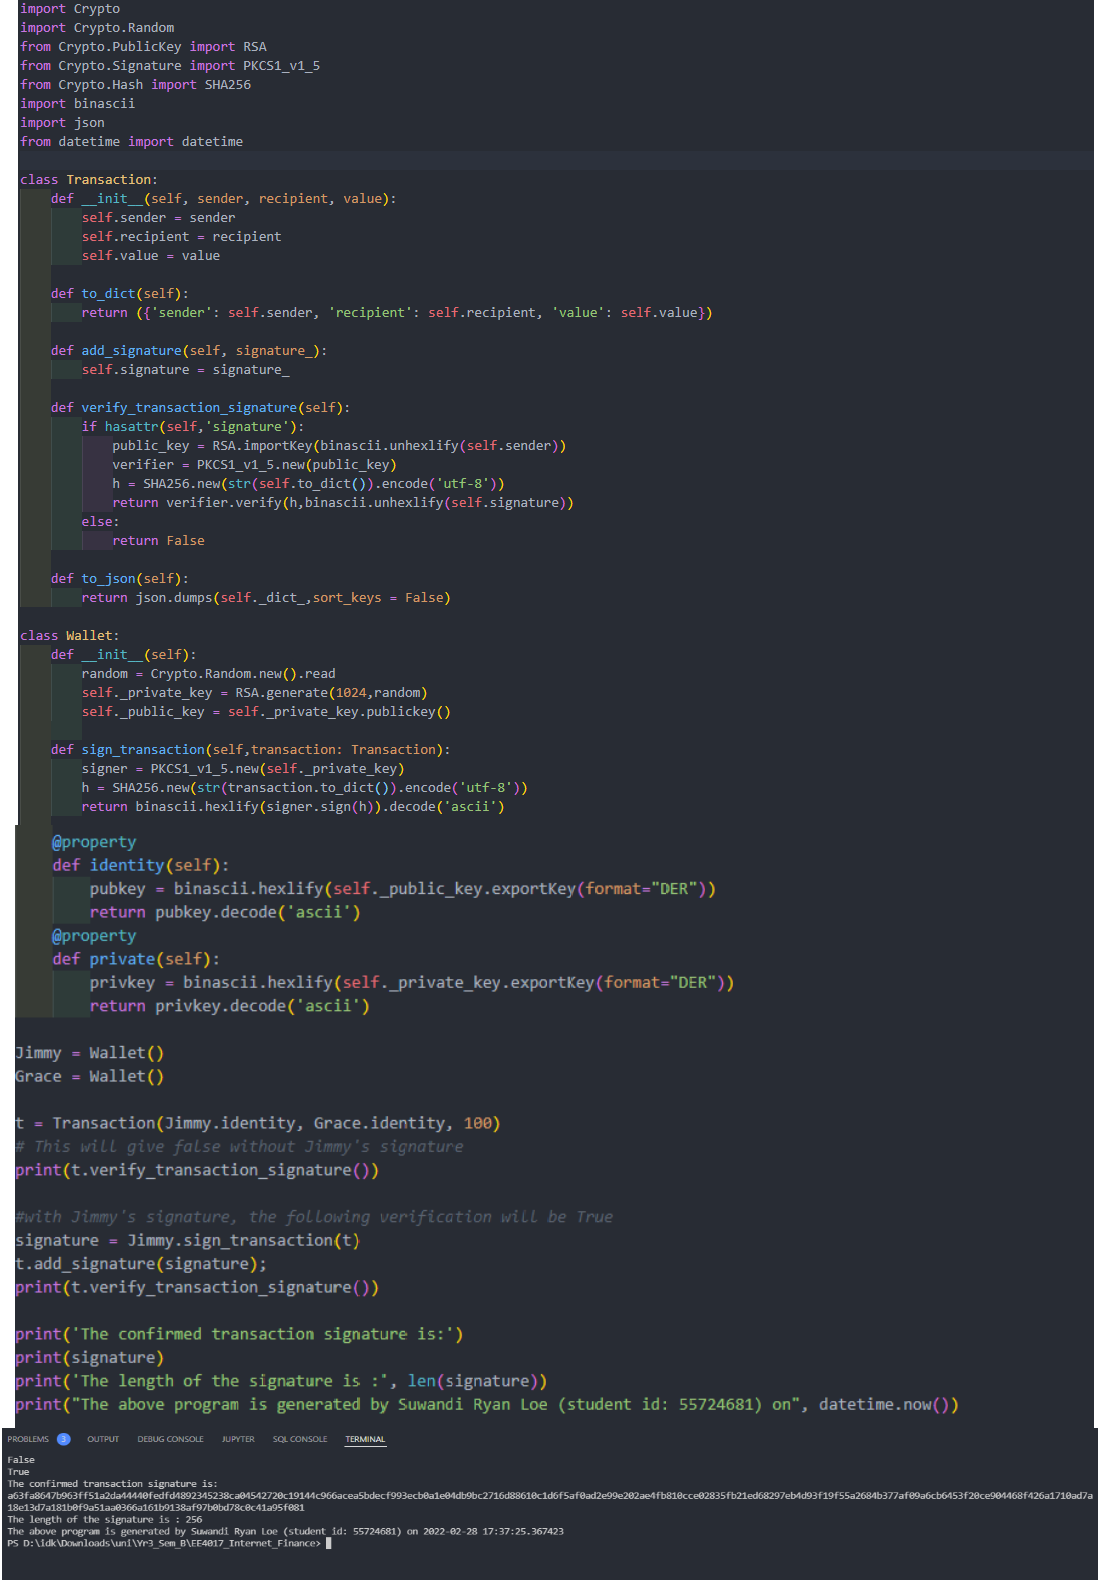 import Crypto
import Crypto.Random
from Crypto.PublicKey import RSA
from Crypto.Signature import PKCS1_v1_5
from Crypto.Hash import SHA256
import binascii
import json
from datetime import datetime
class Transaction:
def __init__(self, sender, recipient, value):
self.sender = sender
self.recipient = recipient
self.value = value
def to_dict(self):
return ({'sender': self.sender, 'recipient': self.recipient, 'value': self.value})
def add_signature(self, signature_):
self.signature = signature_
def verify_transaction_signature(self):
if hasattr(self,'signature'):
public_key = RSA.importKey(binascii.unhexlify(self.sender))
verifier = PKCS1_v1_5.new(public_key)
h = SHA256.new(str(self.to_dict()).encode('utf-8'))
return verifier.verify(h,binascii.unhexlify(self.signature))
else:
return False
def to_json(self):
return json.dumps(self._dict_,sort_keys = False)
class Wallet:
def __init__(self):
random = Crypto.Random.new().read
self._private_key = RSA.generate(1024,random)
self._public_key = self._private_key.publickey()
def sign_transaction(self,transaction: Transaction):
signer = PKCS1_v1_5.new(self._private_key)
h = SHA256.new(str(transaction.to_dict()).encode('utf-8'))
return binascii.hexlify(signer.sign(h)).decode('ascii')
@property
def identity(self):
pubkey = binascii.hexlify(self._public_key.exportKey(format="DER"))
return pubkey.decode('ascii')
@property
def private(self):
privkey = binascii.hexlify(self._private_key.exportKey(format="DER"))
return privkey.decode('ascii')
Jimmy = Wallet()
Grace = Wallet()
t = Transaction(Jimmy.identity, Grace.identity, 100)
# This will give false without Jimmy's signature
print(t.verify_transaction_signature())
#with Jimmy's signature, the following verification will be True
signature = Jimmy.sign_transaction(t)
t.add_signature(signature);
print(t.verify_transaction_signature())
print('The confirmed transaction signature is:')
print(signature)
print('The length of the signature is :', len(signature))
print("The above program is generated by Suwandi Ryan Loe (student id: 55724681) on", datetime.now())
PROBLEMS 3 OUTPUT DEBUG CONSOLE JUPYTER SQL CONSOLE TERMINAL
False
True
The confirmed transaction signature is:
a63fa8647b963ff51a2da44440fedfd4892345238ca04542720c19144c966acea5bdecf993ecb0a1e04db9bc2716d88610c1d6f5af0ad2e99e202ae4fb810cce02835fb21ed68297eb4d93f19f55a2684b377af09a6cb6453f20ce904468f426a1710ad7a
18e13d7a181b0f9a51aa0366a161b9138af97b0bd78c0c41a95f081
The length of the signature is : 256
The above program is generated by Suwandi Ryan Loe (student id: 55724681) on 2022-02-28 17:37:25.367423
PS D:\idk\Downloads\uni\Yr3_Sem_B\EE4017_Internet_Finance>